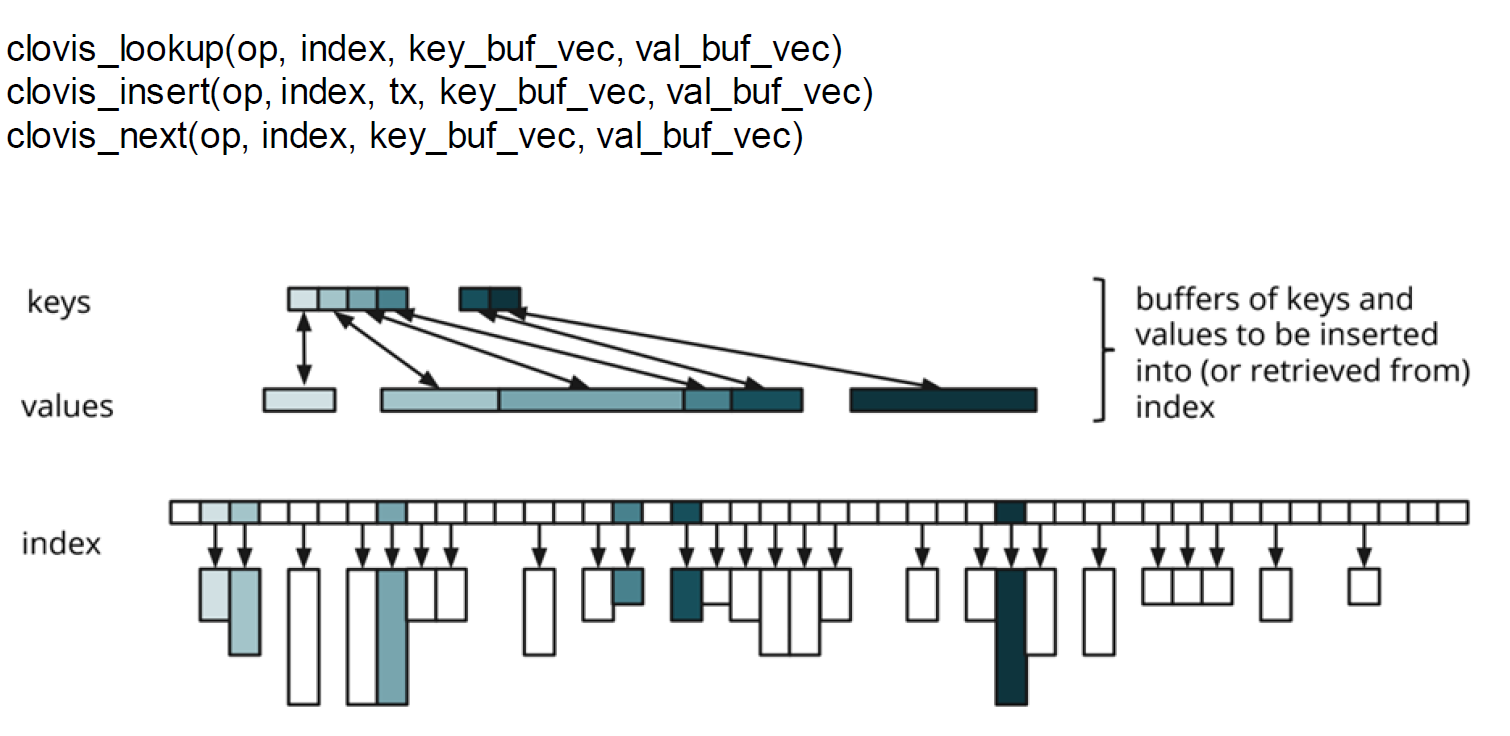 clovis_lookup(op, index, key_buf_vec, val_buf_vec)
clovis_insert(op, index, tx, key_buf_vec, val_buf_vec)
clovis_next(op, index, key_buf_vec, val_buf_vec)
keys
values
buffers of keys and
values to be inserted
into (or retrieved from)
index
index